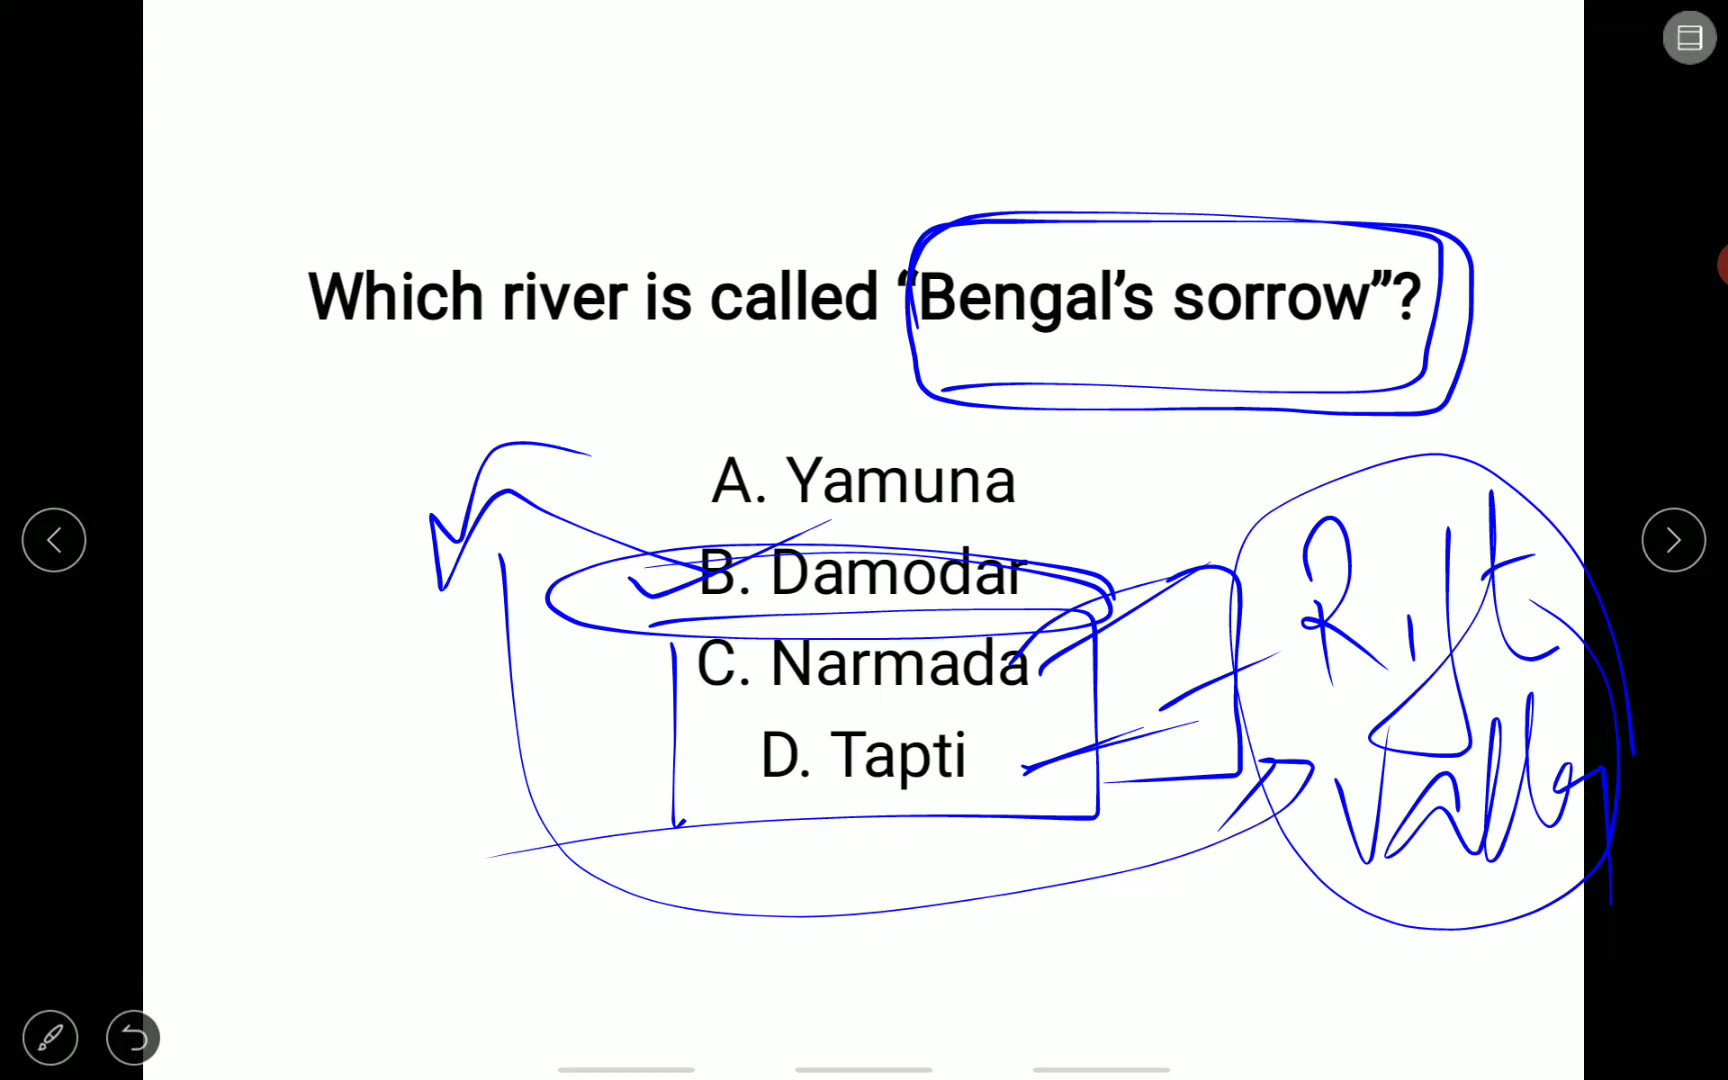 Which river is called “Bengal’s sorrow”?
A. Yamuna
B. Damodar
C. Narmada
D. Tapti
Rift
Valley